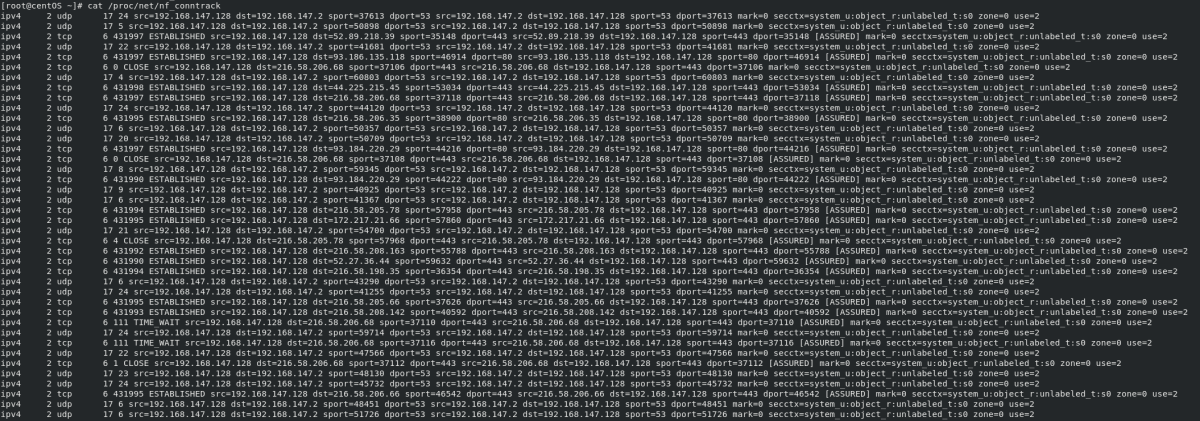 [root@centOS ~]# cat /proc/net/nf_conntrack
ipv4     2 udp      17 24 src=192.168.147.128 dst=192.168.147.2 sport=37613 dport=53 src=192.168.147.2 dst=192.168.147.128 sport=53 dport=37613 mark=0 secctx=system_u:object_r:unlabeled_t:s0 zone=0 use=2
ipv4     2 udp      17 5 src=192.168.147.128 dst=192.168.147.2 sport=50898 dport=53 src=192.168.147.2 dst=192.168.147.128 sport=53 dport=50898 mark=0 secctx=system_u:object_r:unlabeled_t:s0 zone=0 use=2
ipv4     2 tcp      6 431997 ESTABLISHED src=192.168.147.128 dst=52.89.218.39 sport=35148 dport=443 src=52.89.218.39 dst=192.168.147.128 sport=443 dport=35148 [ASSURED] mark=0 secctx=system_u:object_r:unlabeled_t:s0 zone=0 use=2
ipv4     2 udp      17 22 src=192.168.147.128 dst=192.168.147.2 sport=41681 dport=53 src=192.168.147.2 dst=192.168.147.128 sport=53 dport=41681 mark=0 secctx=system_u:object_r:unlabeled_t:s0 zone=0 use=2
ipv4     2 tcp      6 431997 ESTABLISHED src=192.168.147.128 dst=93.186.135.118 sport=46914 dport=80 src=93.186.135.118 dst=192.168.147.128 sport=80 dport=46914 [ASSURED] mark=0 secctx=system_u:object_r:unlabeled_t:s0 zone=0 use=2
ipv4     2 tcp      6 0 CLOSE src=192.168.147.128 dst=216.58.206.68 sport=37106 dport=443 src=216.58.206.68 dst=192.168.147.128 sport=443 dport=37106 mark=0 secctx=system_u:object_r:unlabeled_t:s0 zone=0 use=2
ipv4     2 udp      17 4 src=192.168.147.128 dst=192.168.147.2 sport=60803 dport=53 src=192.168.147.2 dst=192.168.147.128 sport=53 dport=60803 mark=0 secctx=system_u:object_r:unlabeled_t:s0 zone=0 use=2
ipv4     2 tcp      6 431998 ESTABLISHED src=192.168.147.128 dst=44.225.215.45 sport=53034 dport=443 src=44.225.215.45 dst=192.168.147.128 sport=443 dport=53034 [ASSURED] mark=0 secctx=system_u:object_r:unlabeled_t:s0 zone=0 use=2
ipv4     2 tcp      6 431997 ESTABLISHED src=192.168.147.128 dst=216.58.206.68 sport=37118 dport=443 src=216.58.206.68 dst=192.168.147.128 sport=443 dport=37118 [ASSURED] mark=0 secctx=system_u:object_r:unlabeled_t:s0 zone=0 use=2
ipv4     2 udp      17 24 src=192.168.147.128 dst=192.168.147.2 sport=44120 dport=53 src=192.168.147.2 dst=192.168.147.128 sport=53 dport=44120 mark=0 secctx=system_u:object_r:unlabeled_t:s0 zone=0 use=2
ipv4     2 tcp      6 431995 ESTABLISHED src=192.168.147.128 dst=216.58.206.35 sport=38900 dport=80 src=216.58.206.35 dst=192.168.147.128 sport=80 dport=38900 [ASSURED] mark=0 secctx=system_u:object_r:unlabeled_t:s0 zone=0 use=2
ipv4     2 udp      17 6 src=192.168.147.128 dst=192.168.147.2 sport=50357 dport=53 src=192.168.147.2 dst=192.168.147.128 sport=53 dport=50357 mark=0 secctx=system_u:object_r:unlabeled_t:s0 zone=0 use=2
ipv4     2 udp      17 20 src=192.168.147.128 dst=192.168.147.2 sport=50709 dport=53 src=192.168.147.2 dst=192.168.147.128 sport=53 dport=50709 mark=0 secctx=system_u:object_r:unlabeled_t:s0 zone=0 use=2
ipv4     2 tcp      6 431997 ESTABLISHED src=192.168.147.128 dst=93.184.220.29 sport=44216 dport=80 src=93.184.220.29 dst=192.168.147.128 sport=80 dport=44216 [ASSURED] mark=0 secctx=system_u:object_r:unlabeled_t:s0 zone=0 use=2
ipv4     2 tcp      6 0 CLOSE src=192.168.147.128 dst=216.58.206.68 sport=37108 dport=443 src=216.58.206.68 dst=192.168.147.128 sport=443 dport=37108 [ASSURED] mark=0 secctx=system_u:object_r:unlabeled_t:s0 zone=0 use=2
ipv4     2 udp      17 8 src=192.168.147.128 dst=192.168.147.2 sport=59345 dport=53 src=192.168.147.2 dst=192.168.147.128 sport=53 dport=59345 mark=0 secctx=system_u:object_r:unlabeled_t:s0 zone=0 use=2
ipv4     2 tcp      6 431990 ESTABLISHED src=192.168.147.128 dst=93.184.220.29 sport=44222 dport=80 src=93.184.220.29 dst=192.168.147.128 sport=80 dport=44222 [ASSURED] mark=0 secctx=system_u:object_r:unlabeled_t:s0 zone=0 use=2
ipv4     2 udp      17 9 src=192.168.147.128 dst=192.168.147.2 sport=40925 dport=53 src=192.168.147.2 dst=192.168.147.128 sport=53 dport=40925 mark=0 secctx=system_u:object_r:unlabeled_t:s0 zone=0 use=2
ipv4     2 udp      17 6 src=192.168.147.128 dst=192.168.147.2 sport=41367 dport=53 src=192.168.147.2 dst=192.168.147.128 sport=53 dport=41367 mark=0 secctx=system_u:object_r:unlabeled_t:s0 zone=0 use=2
ipv4     2 tcp      6 431994 ESTABLISHED src=192.168.147.128 dst=216.58.205.78 sport=57958 dport=443 src=216.58.205.78 dst=192.168.147.128 sport=443 dport=57958 [ASSURED] mark=0 secctx=system_u:object_r:unlabeled_t:s0 zone=0 use=2
ipv4     2 tcp      6 431995 ESTABLISHED src=192.168.147.128 dst=172.217.21.66 sport=57860 dport=443 src=172.217.21.66 dst=192.168.147.128 sport=443 dport=57860 [ASSURED] mark=0 secctx=system_u:object_r:unlabeled_t:s0 zone=0 use=2
ipv4     2 udp      17 21 src=192.168.147.128 dst=192.168.147.2 sport=54700 dport=53 src=192.168.147.2 dst=192.168.147.128 sport=53 dport=54700 mark=0 secctx=system_u:object_r:unlabeled_t:s0 zone=0 use=2
ipv4     2 tcp      6 4 CLOSE src=192.168.147.128 dst=216.58.205.78 sport=57968 dport=443 src=216.58.205.78 dst=192.168.147.128 sport=443 dport=57968 [ASSURED] mark=0 secctx=system_u:object_r:unlabeled_t:s0 zone=0 use=2
ipv4     2 tcp      6 431992 ESTABLISHED src=192.168.147.128 dst=216.58.208.163 sport=55788 dport=443 src=216.58.208.163 dst=192.168.147.128 sport=443 dport=55788 [ASSURED] mark=0 secctx=system_u:object_r:unlabeled_t:s0 zone=0 use=2
ipv4     2 tcp      6 431990 ESTABLISHED src=192.168.147.128 dst=52.27.36.44 sport=59632 dport=443 src=52.27.36.44 dst=192.168.147.128 sport=443 dport=59632 [ASSURED] mark=0 secctx=system_u:object_r:unlabeled_t:s0 zone=0 use=2
ipv4     2 tcp      6 431994 ESTABLISHED src=192.168.147.128 dst=216.58.198.35 sport=36354 dport=443 src=216.58.198.35 dst=192.168.147.128 sport=443 dport=36354 [ASSURED] mark=0 secctx=system_u:object_r:unlabeled_t:s0 zone=0 use=2
ipv4     2 udp      17 6 src=192.168.147.128 dst=192.168.147.2 sport=43290 dport=53 src=192.168.147.2 dst=192.168.147.128 sport=53 dport=43290 mark=0 secctx=system_u:object_r:unlabeled_t:s0 zone=0 use=2
ipv4     2 udp      17 24 src=192.168.147.128 dst=192.168.147.2 sport=41255 dport=53 src=192.168.147.2 dst=192.168.147.128 sport=53 dport=41255 mark=0 secctx=system_u:object_r:unlabeled_t:s0 zone=0 use=2
ipv4     2 tcp      6 431995 ESTABLISHED src=192.168.147.128 dst=216.58.205.66 sport=37626 dport=443 src=216.58.205.66 dst=192.168.147.128 sport=443 dport=37626 [ASSURED] mark=0 secctx=system_u:object_r:unlabeled_t:s0 zone=0 use=2
ipv4     2 tcp      6 431993 ESTABLISHED src=192.168.147.128 dst=216.58.208.142 sport=40592 dport=443 src=216.58.208.142 dst=192.168.147.128 sport=443 dport=40592 [ASSURED] mark=0 secctx=system_u:object_r:unlabeled_t:s0 zone=0 use=2
ipv4     2 tcp      6 111 TIME_WAIT src=192.168.147.128 dst=216.58.206.68 sport=37110 dport=443 src=216.58.206.68 dst=192.168.147.128 sport=443 dport=37110 [ASSURED] mark=0 secctx=system_u:object_r:unlabeled_t:s0 zone=0 use=2
ipv4     2 udp      17 24 src=192.168.147.128 dst=192.168.147.2 sport=59714 dport=53 src=192.168.147.2 dst=192.168.147.128 sport=53 dport=59714 mark=0 secctx=system_u:object_r:unlabeled_t:s0 zone=0 use=2
ipv4     2 tcp      6 111 TIME_WAIT src=192.168.147.128 dst=216.58.206.68 sport=37116 dport=443 src=216.58.206.68 dst=192.168.147.128 sport=443 dport=37116 [ASSURED] mark=0 secctx=system_u:object_r:unlabeled_t:s0 zone=0 use=2
ipv4     2 udp      17 22 src=192.168.147.128 dst=192.168.147.2 sport=47566 dport=53 src=192.168.147.2 dst=192.168.147.128 sport=53 dport=47566 mark=0 secctx=system_u:object_r:unlabeled_t:s0 zone=0 use=2
ipv4     2 tcp      6 1 CLOSE src=192.168.147.128 dst=216.58.206.68 sport=37112 dport=443 src=216.58.206.68 dst=192.168.147.128 sport=443 dport=37112 [ASSURED] mark=0 secctx=system_u:object_r:unlabeled_t:s0 zone=0 use=2
ipv4     2 udp      17 23 src=192.168.147.128 dst=192.168.147.2 sport=48130 dport=53 src=192.168.147.2 dst=192.168.147.128 sport=53 dport=48130 mark=0 secctx=system_u:object_r:unlabeled_t:s0 zone=0 use=2
ipv4     2 udp      17 24 src=192.168.147.128 dst=192.168.147.2 sport=45732 dport=53 src=192.168.147.2 dst=192.168.147.128 sport=53 dport=45732 mark=0 secctx=system_u:object_r:unlabeled_t:s0 zone=0 use=2
ipv4     2 tcp      6 431995 ESTABLISHED src=192.168.147.128 dst=216.58.206.66 sport=46542 dport=443 src=216.58.206.66 dst=192.168.147.128 sport=443 dport=46542 [ASSURED] mark=0 secctx=system_u:object_r:unlabeled_t:s0 zone=0 use=2
ipv4     2 udp      17 6 src=192.168.147.128 dst=192.168.147.2 sport=48451 dport=53 src=192.168.147.2 dst=192.168.147.128 sport=53 dport=48451 mark=0 secctx=system_u:object_r:unlabeled_t:s0 zone=0 use=2
ipv4     2 udp      17 6 src=192.168.147.128 dst=192.168.147.2 sport=51726 dport=53 src=192.168.147.2 dst=192.168.147.128 sport=53 dport=51726 mark=0 secctx=system_u:object_r:unlabeled_t:s0 zone=0 use=2